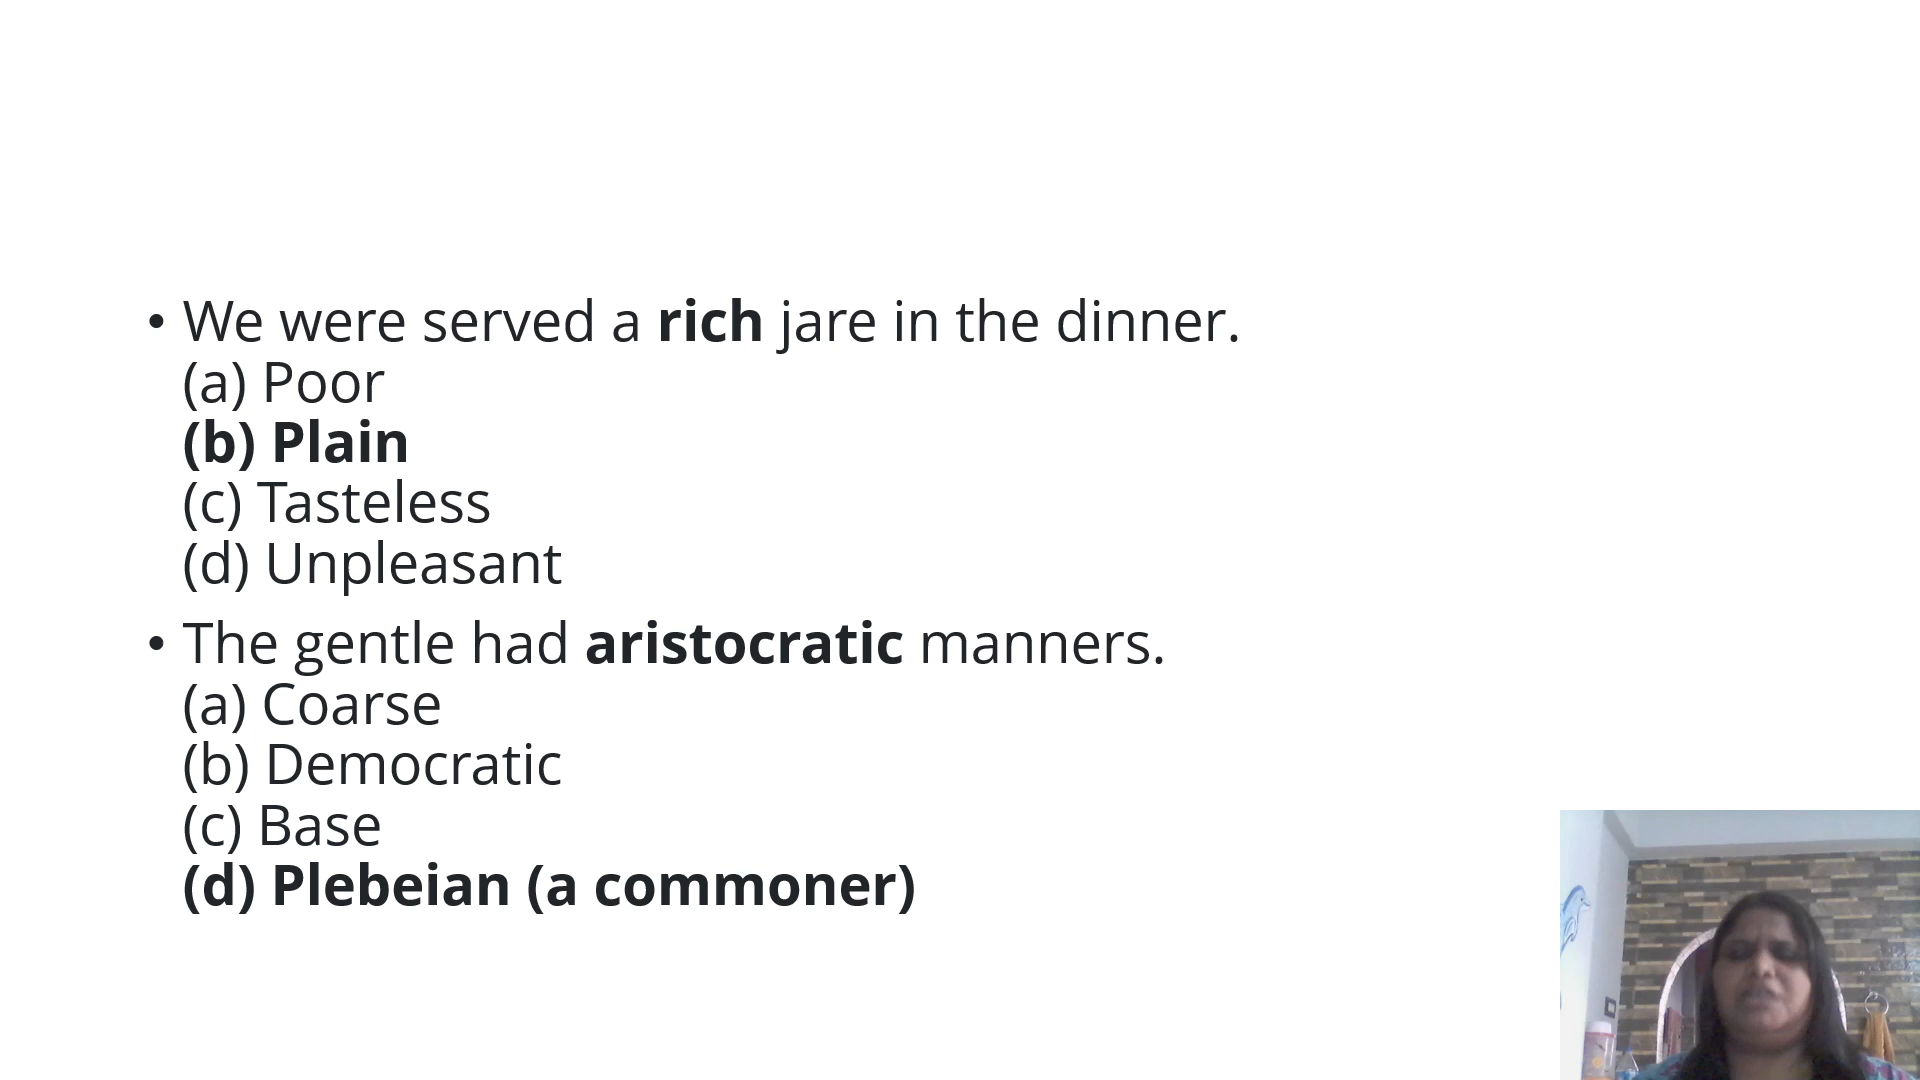 • We were served a rich jare in the dinner.
(a) Poor
(b) Plain
(c) Tasteless
(d) Unpleasant
• The gentle had aristocratic manners.
(a) Coarse
(b) Democratic
(c) Base
(d) Plebeian (a commoner)